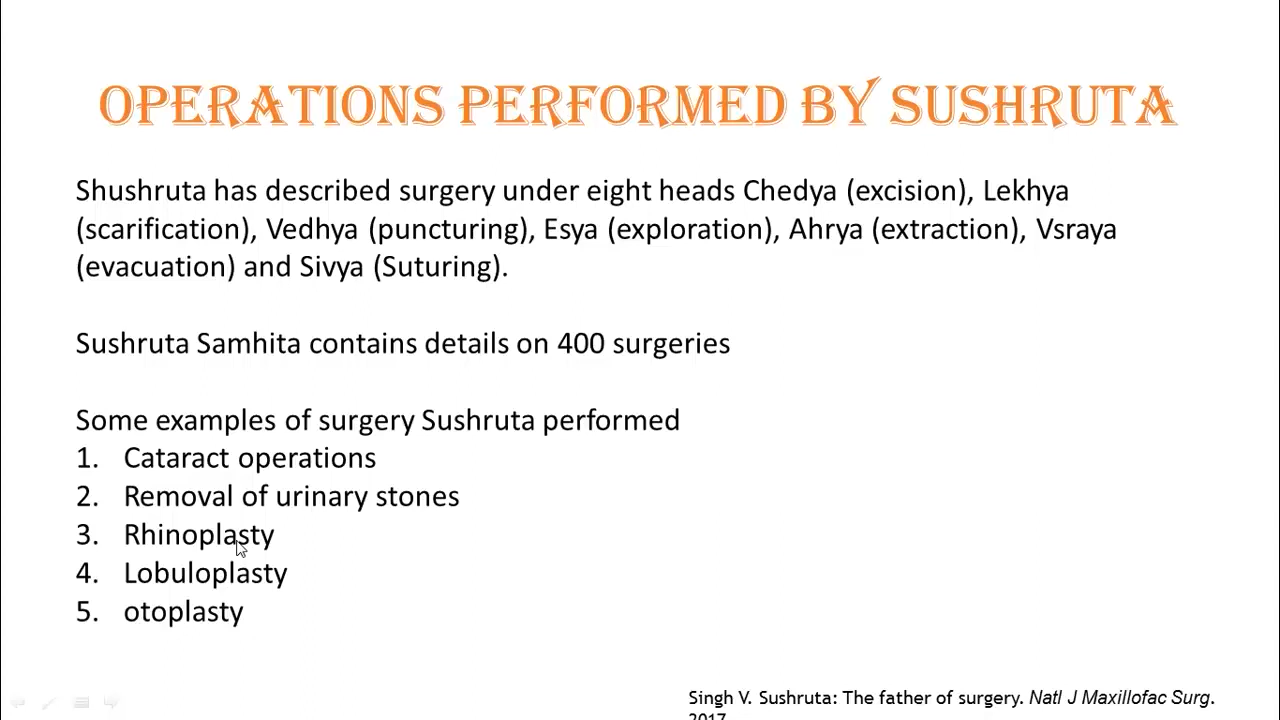 OPERATIONS PERFORMED BY SUSHRUTA
Shushruta has described surgery under eight heads Chedya (excision), Lekhya
(scarification), Vedhya (puncturing), Esya (exploration), Ahrya (extraction), Vsraya
(evacuation) and Sivya (Suturing).
Sushruta Samhita contains details on 400 surgeries
Some examples of surgery Sushruta performed
1. Cataract operations
2. Removal of urinary stones
3. Rhinoplasty
4. Lobuloplasty
5. otoplasty
Singh V. Sushruta: The father of surgery. Natl J Maxillofac Surg.
2017